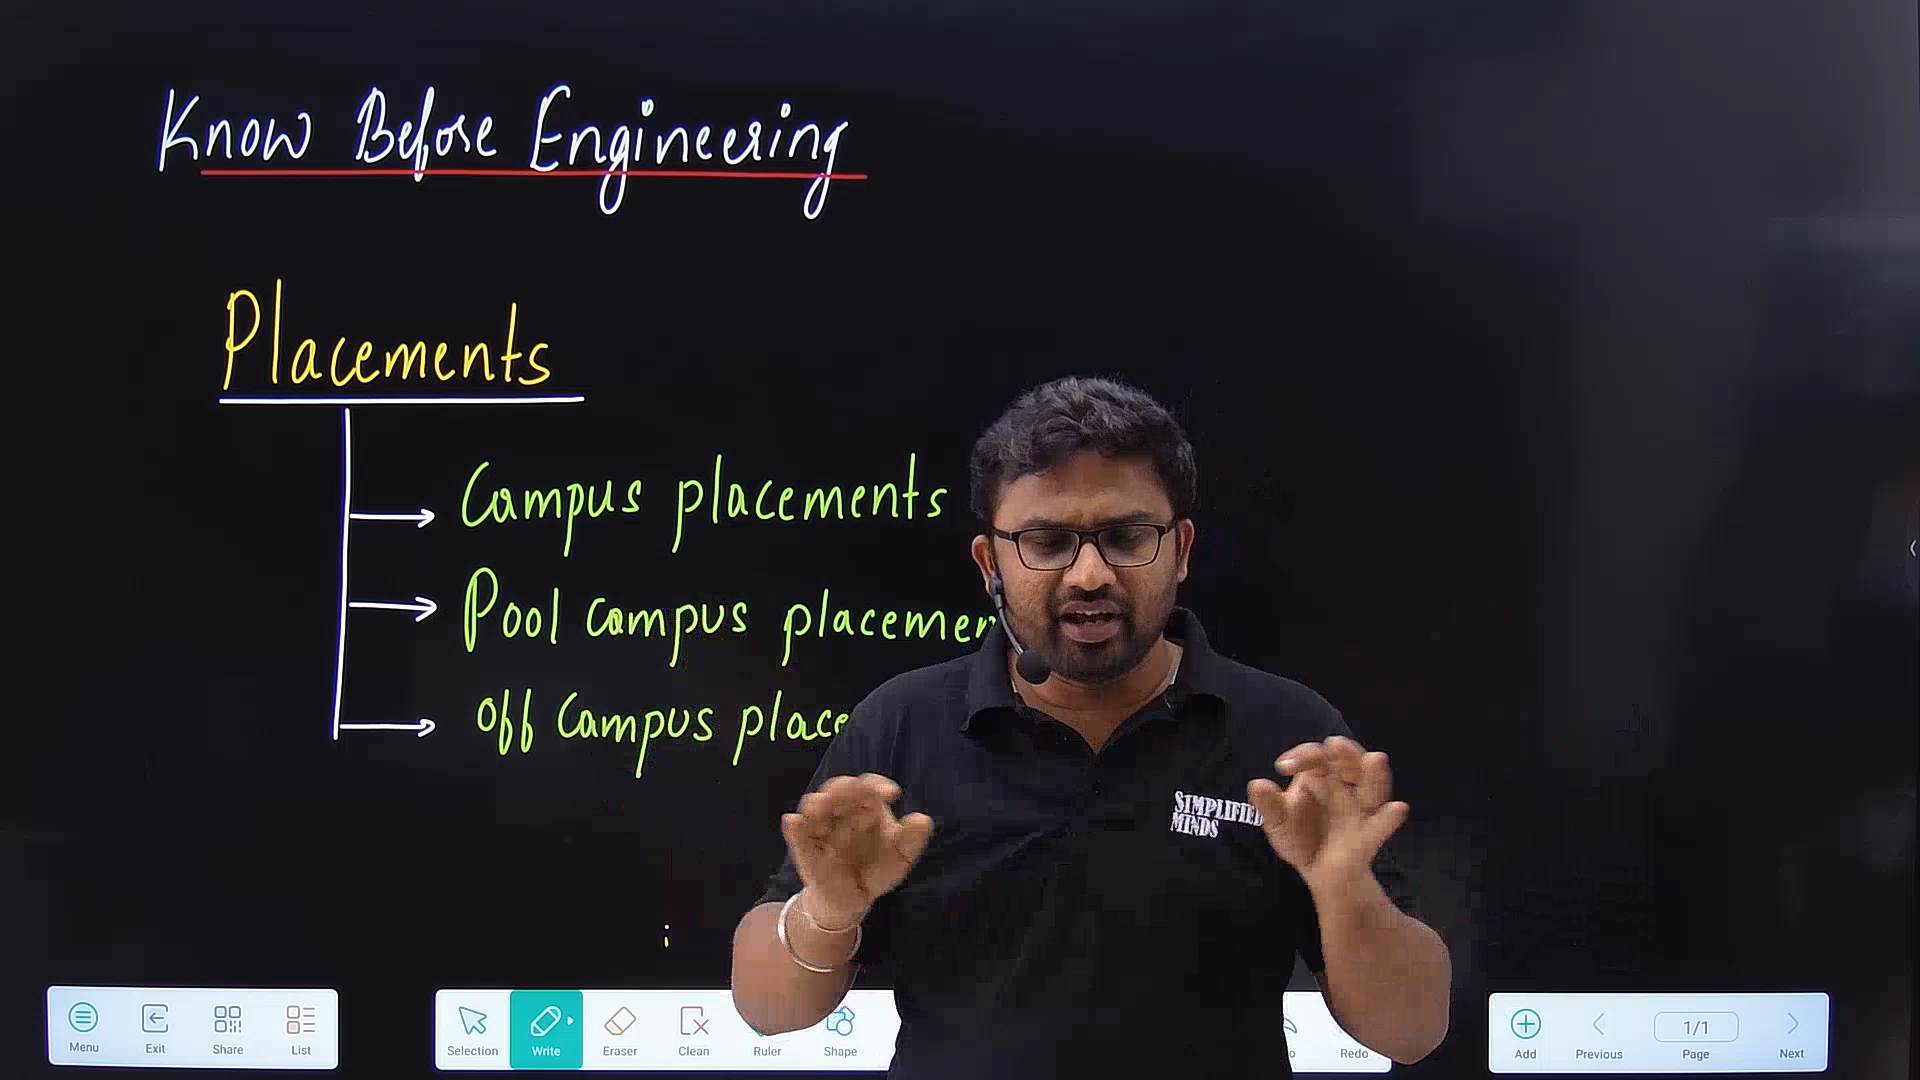 Know Before Engineering
Placements
Campus placements
Pool campus placemen
off campus place
SIMPLIFIED
MINDS
Menu
Exit
Share
List
Selection
Write
Eraser
Clean
Ruler
Shape
Redo
Add
Previous
1/1
Page
Next